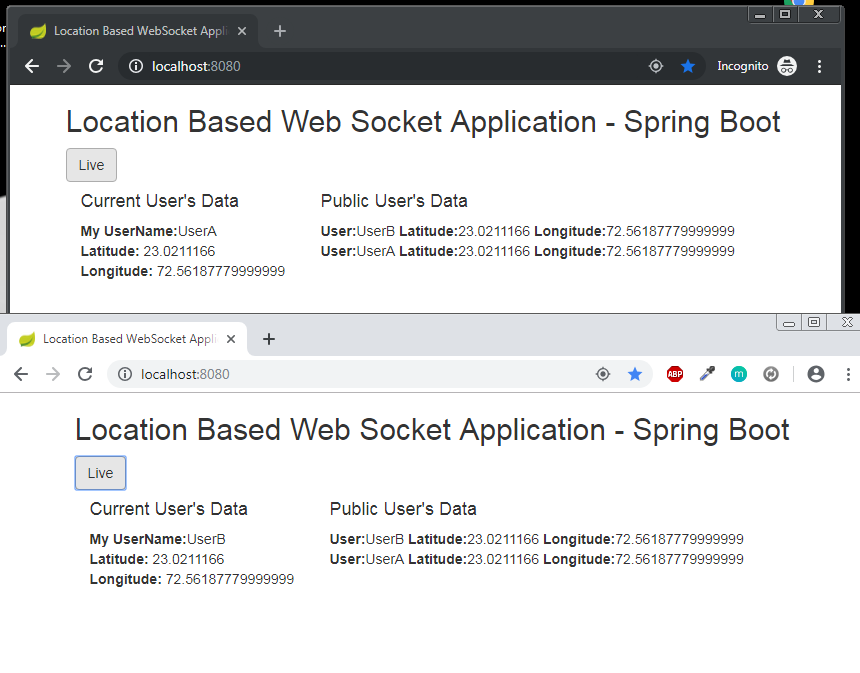 Location Based WebSocket Appli
localhost:8080
Incognito
Location Based Web Socket Application - Spring Boot
Live
Current User's Data
My UserName:UserA
Latitude: 23.0211166
Longitude: 72.56187779999999
Public User's Data
User:UserB Latitude:23.0211166 Longitude:72.56187779999999
User:UserA Latitude:23.0211166 Longitude:72.56187779999999
Location Based WebSocket Appli
localhost:8080
ABP
m
Location Based Web Socket Application - Spring Boot
Live
Current User's Data
My UserName:UserB
Latitude: 23.0211166
Longitude: 72.56187779999999
Public User's Data
User:UserB Latitude:23.0211166 Longitude:72.56187779999999
User:UserA Latitude:23.0211166 Longitude:72.56187779999999